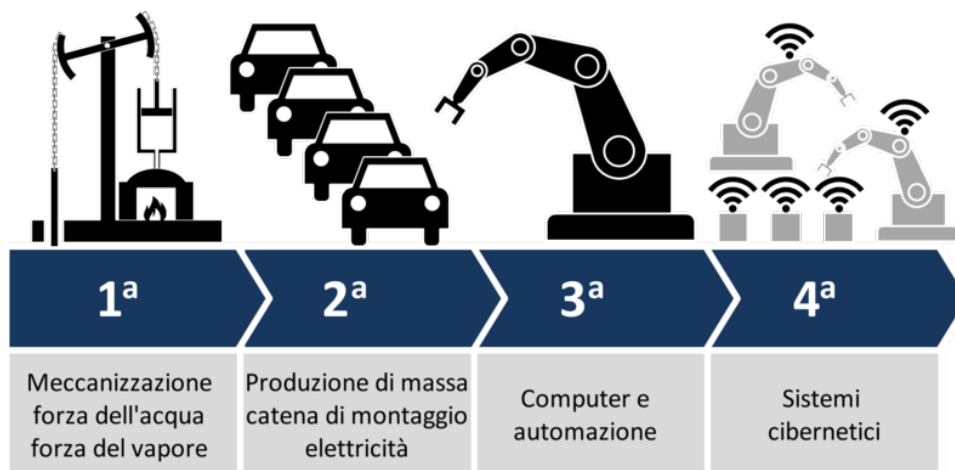 1ª
2ª
3ª
4ª
Meccanizzazione
forza dell'acqua
forza del vapore
Produzione di massa
catena di montaggio
elettricità
Computer e
automazione
Sistemi
cibernetici